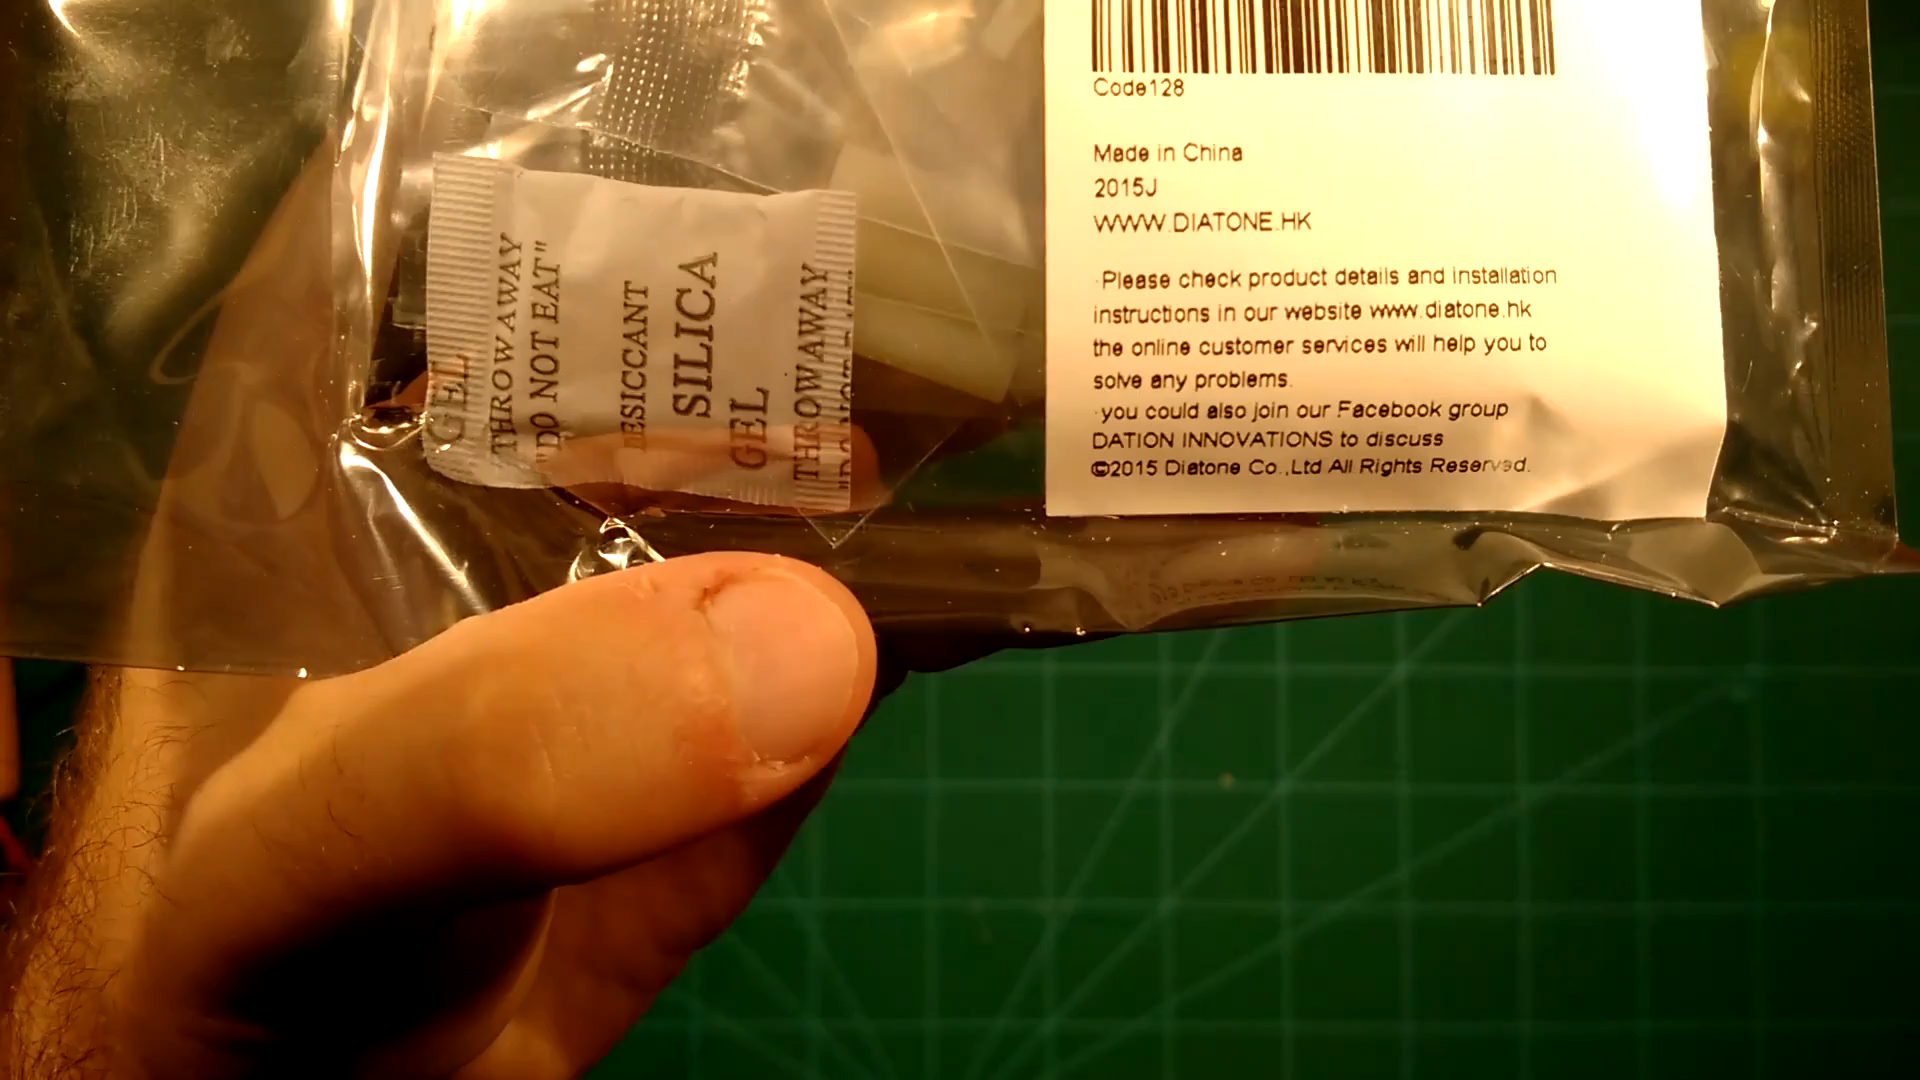 GEL
THROW AWAY
"DO NOT EAT"
DESICCANT
SILICA
GEL
THROW AWAY
Code128
Made in China
2015J
WWW.DIATONE.HK
·Please check product details and installation
instructions in our website www.diatone.hk
the online customer services will help you to
solve any problems.
·you could also join our Facebook group
DATION INNOVATIONS to discuss
©2015 Diatone Co.,Ltd All Rights Reserved.